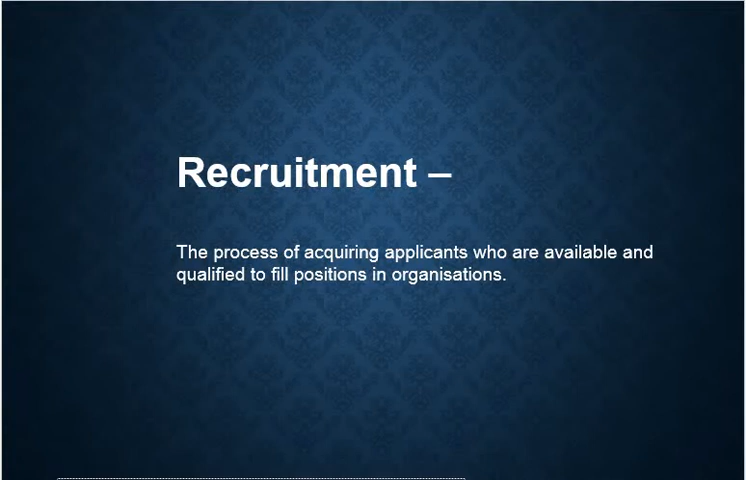 Recruitment –
The process of acquiring applicants who are available and
qualified to fill positions in organisations.